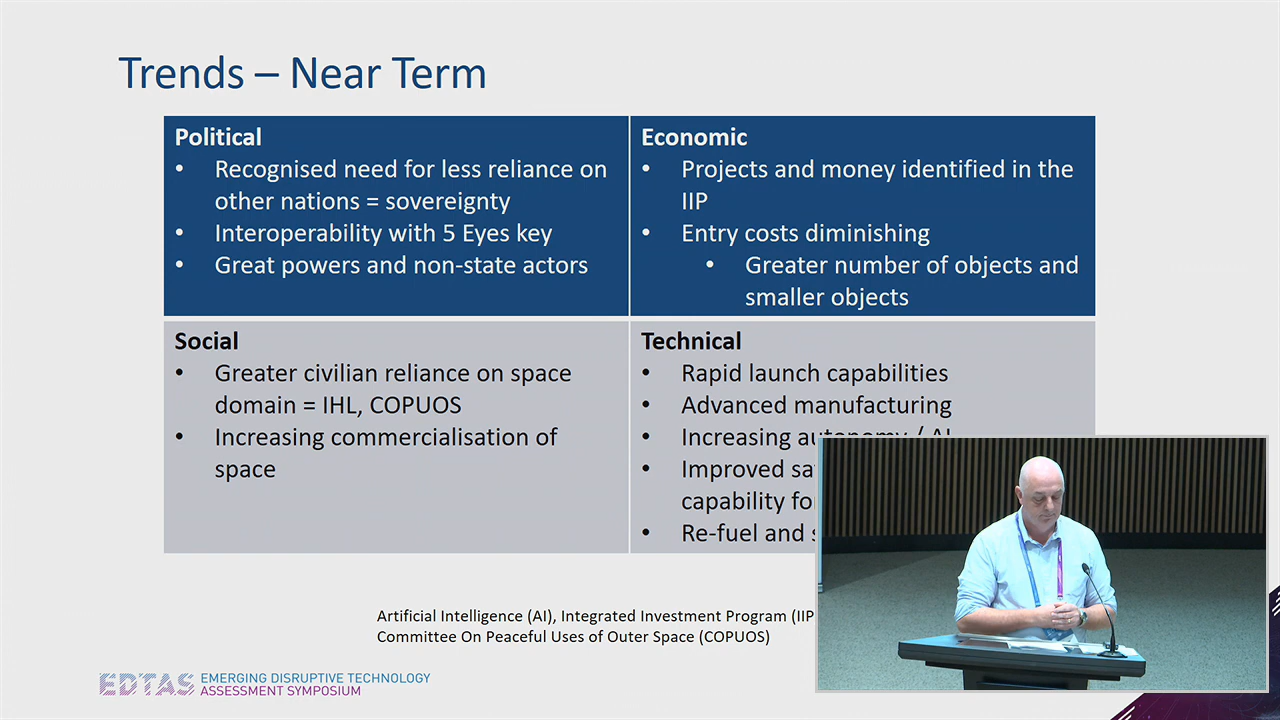 Trends – Near Term
Political
• Recognised need for less reliance on
other nations = sovereignty
• Interoperability with 5 Eyes key
• Great powers and non-state actors
Economic
• Projects and money identified in the
IIP
• Entry costs diminishing
• Greater number of objects and
smaller objects
Social
• Greater civilian reliance on space
domain = IHL, COPUOS
• Increasing commercialisation of
space
Technical
• Rapid launch capabilities
• Advanced manufacturing
• Increasing autonomy / AI
• Improved
capability
• Re-fuel and
Artificial Intelligence (AI), Integrated Investment Program (IIP
Committee On Peaceful Uses of Outer Space (COPUOS)
EDTAS EMERGING DISRUPTIVE TECHNOLOGY
ASSESSMENT SYMPOSIUM